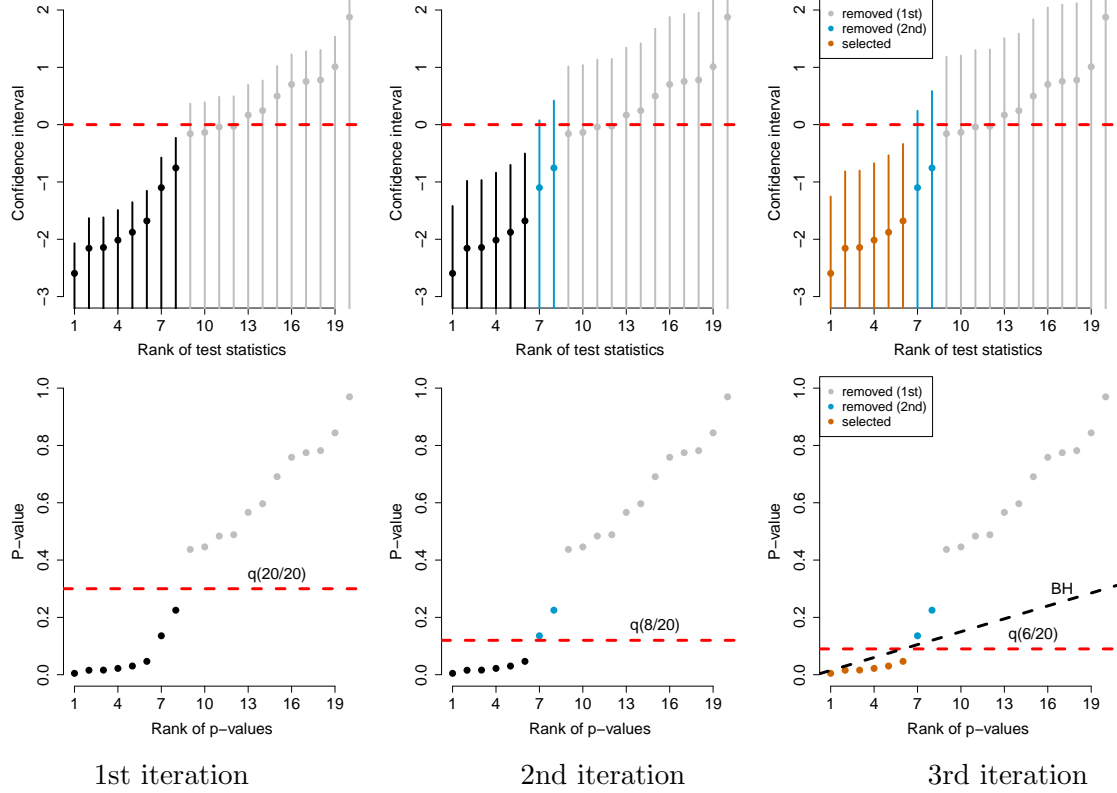 2
1
0
−1
−2
−3
Confidence interval
1 4 7 10 13 16 19
Rank of test statistics
2
1
0
−1
−2
−3
Confidence interval
1 4 7 10 13 16 19
Rank of test statistics
removed (1st)
removed (2nd)
selected
2
1
0
−1
−2
−3
Confidence interval
1 4 7 10 13 16 19
Rank of test statistics
1.0
0.8
0.6
0.4
0.2
0.0
P−value
q(20/20)
1 4 7 10 13 16 19
Rank of p−values
1st iteration
1.0
0.8
0.6
0.4
0.2
0.0
P−value
q(8/20)
1 4 7 10 13 16 19
Rank of p−values
2nd iteration
removed (1st)
removed (2nd)
selected
1.0
0.8
0.6
0.4
0.2
0.0
P−value
BH
q(6/20)
1 4 7 10 13 16 19
Rank of p−values
3rd iteration